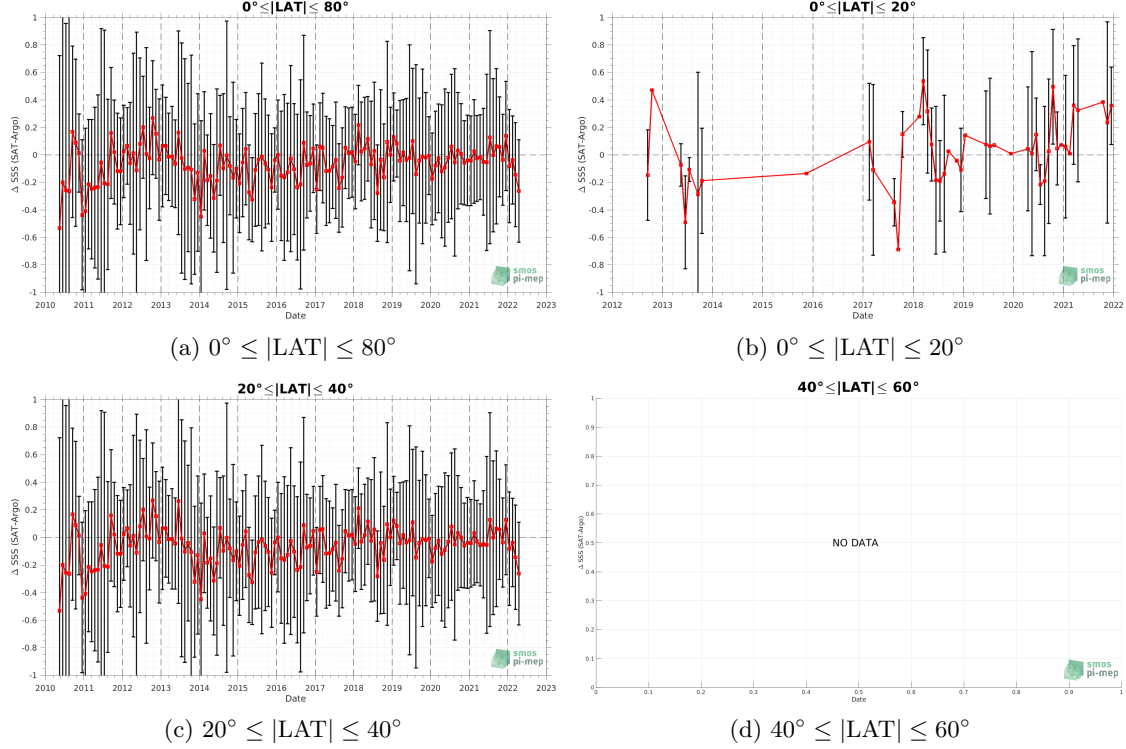 0°≤|LAT|≤ 80°
Δ SSS (SAT-Argo)
1
0.8
0.6
0.4
0.2
0
-0.2
-0.4
-0.6
-0.8
-1
2010 2011 2012 2013 2014 2015 2016 2017 2018 2019 2020 2021 2022 2023
Date
smos
pi-mep
(a) 0° ≤ |LAT| ≤ 80°
0°≤|LAT|≤ 20°
Δ SSS (SAT-Argo)
1
0.8
0.6
0.4
0.2
0
-0.2
-0.4
-0.6
-0.8
-1
2012 2013 2014 2015 2016 2017 2018 2019 2020 2021 2022
Date
smos
pi-mep
(b) 0° ≤ |LAT| ≤ 20°
20°≤|LAT|≤ 40°
Δ SSS (SAT-Argo)
1
0.8
0.6
0.4
0.2
0
-0.2
-0.4
-0.6
-0.8
-1
2010 2011 2012 2013 2014 2015 2016 2017 2018 2019 2020 2021 2022 2023
Date
smos
pi-mep
(c) 20° ≤ |LAT| ≤ 40°
40°≤|LAT|≤ 60°
Δ SSS (SAT-Argo)
1
0.9
0.8
0.7
0.6
0.5
0.4
0.3
0.2
0.1
0
NO DATA
0 0.1 0.2 0.3 0.4 0.5 0.6 0.7 0.8 0.9 1
Date
smos
pi-mep
(d) 40° ≤ |LAT| ≤ 60°